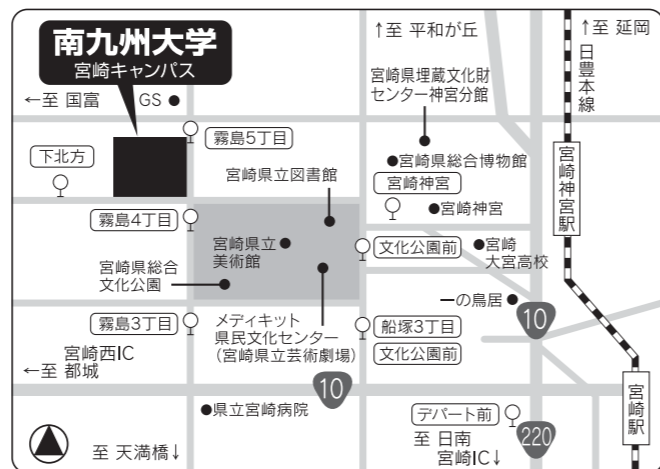 南九州大学
宮崎キャンパス
↑至 平和が丘
↑至 延岡
日豊本線
←至 国富
GS
宮崎県埋蔵文化財
センター神宮分館
霧島5丁目
下北方
宮崎県立図書館
宮崎県総合博物館
宮崎神宮
宮崎神宮
宮崎神宮駅
霧島4丁目
宮崎県立
美術館
文化公園前
宮崎
大宮高校
宮崎県総合
文化公園
一の鳥居
10
霧島3丁目
メディキット
県民文化センター
(宮崎県立芸術劇場)
船塚3丁目
文化公園前
宮崎西IC
←至 都城
10
宮崎駅
県立宮崎病院
デパート前
至 天満橋↓
至 日南
宮崎IC↓
220